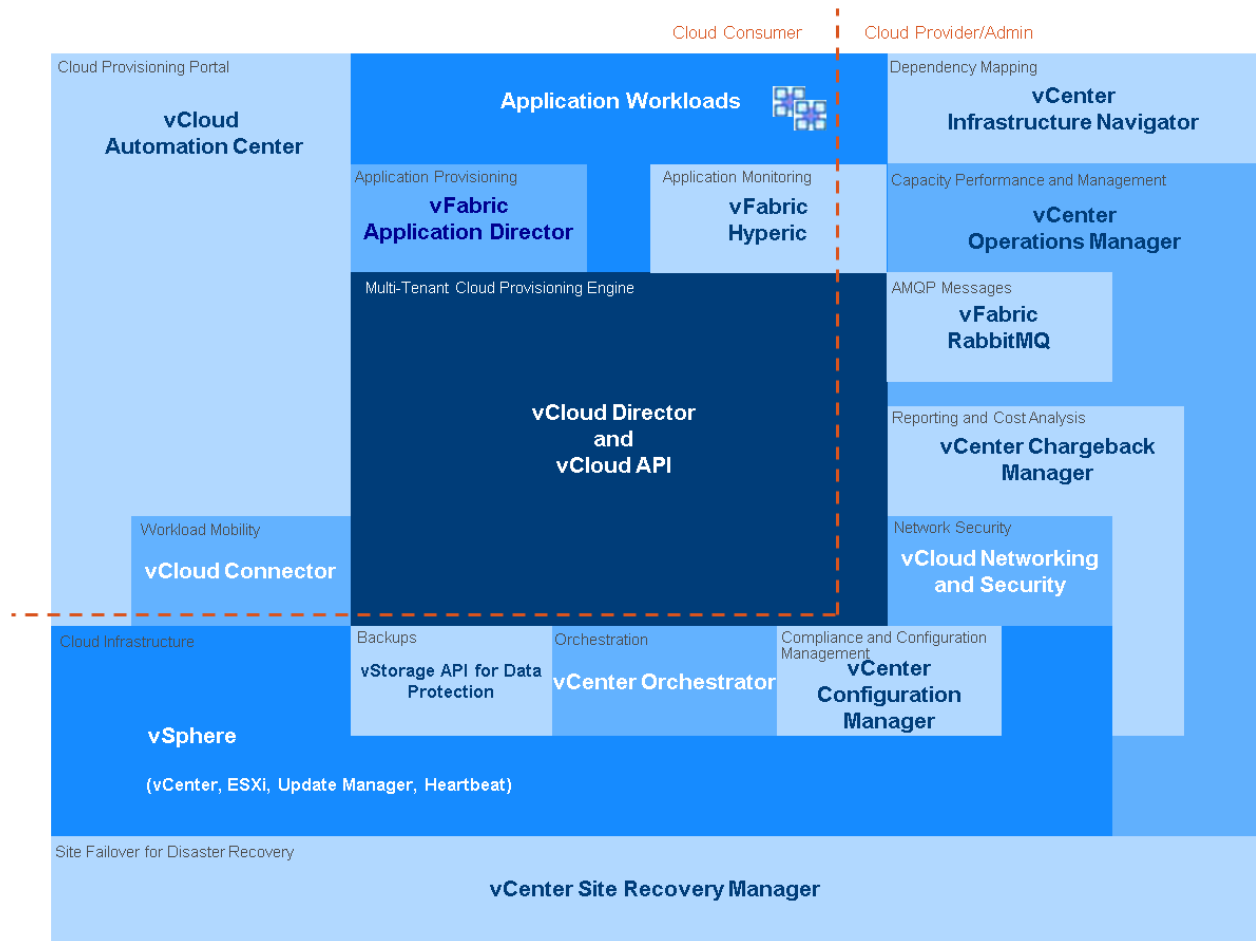 Cloud Consumer
Cloud Provider/Admin
Cloud Provisioning Portal
vCloud
Automation Center
Application Workloads
Dependency Mapping
vCenter
Infrastructure Navigator
Application Provisioning
vFabric
Application Director
Application Monitoring
vFabric
Hyperic
Capacity Performance and Management
vCenter
Operations Manager
Multi-Tenant Cloud Provisioning Engine
vCloud Director
and
vCloud API
AMQP Messages
vFabric
RabbitMQ
Reporting and Cost Analysis
vCenter Chargeback
Manager
Workload Mobility
vCloud Connector
Network Security
vCloud Networking
and Security
Cloud Infrastructure
vSphere
(vCenter, ESXi, Update Manager, Heartbeat)
Backups
vStorage API for Data
Protection
Orchestration
vCenter Orchestrator
Compliance and Configuration
Management
vCenter
Configuration
Manager
Site Failover for Disaster Recovery
vCenter Site Recovery Manager